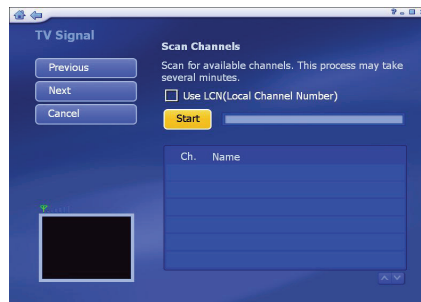 TV Signal
Previous
Next
Cancel
Scan Channels
Scan for available channels. This process may take
several minutes.
Use LCN(Local Channel Number)
Start
Ch. Name